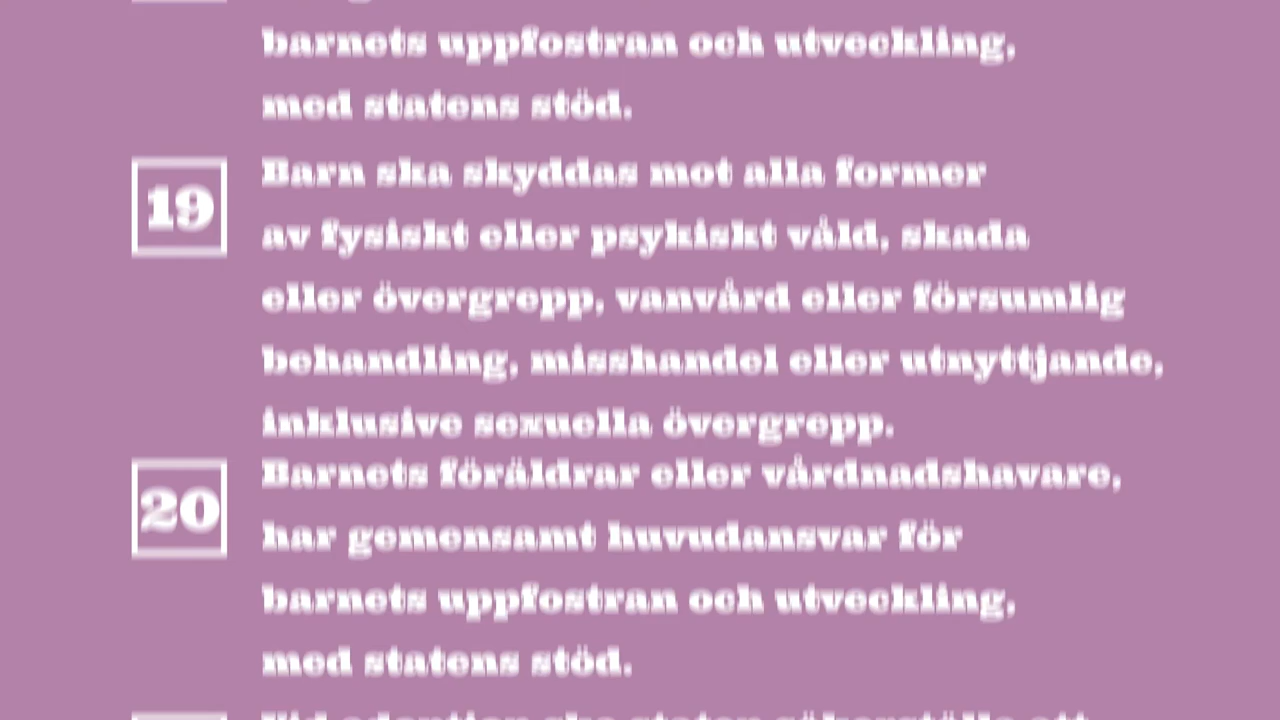 barnets uppfostran och utveckling,
med statens stöd.
19
Barn ska skyddas mot alla former
av fysiskt eller psykiskt våld, skada
eller övergrepp, vanvård eller försumlig
behandling, misshandel eller utnyttjande,
inklusive sexuella övergrepp.
20
Barnets föräldrar eller vårdnadshavare,
har gemensamt huvudansvar för
barnets uppfostran och utveckling,
med statens stöd.